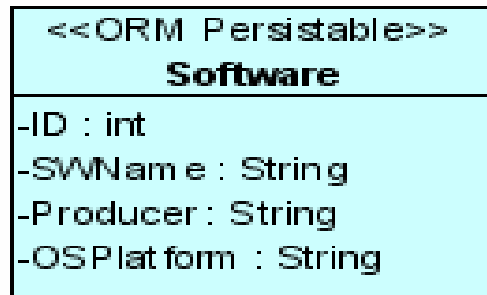 <<ORM Persistable>>
Software
-ID : int
-SWName : String
-Producer : String
-OSPlatform : String